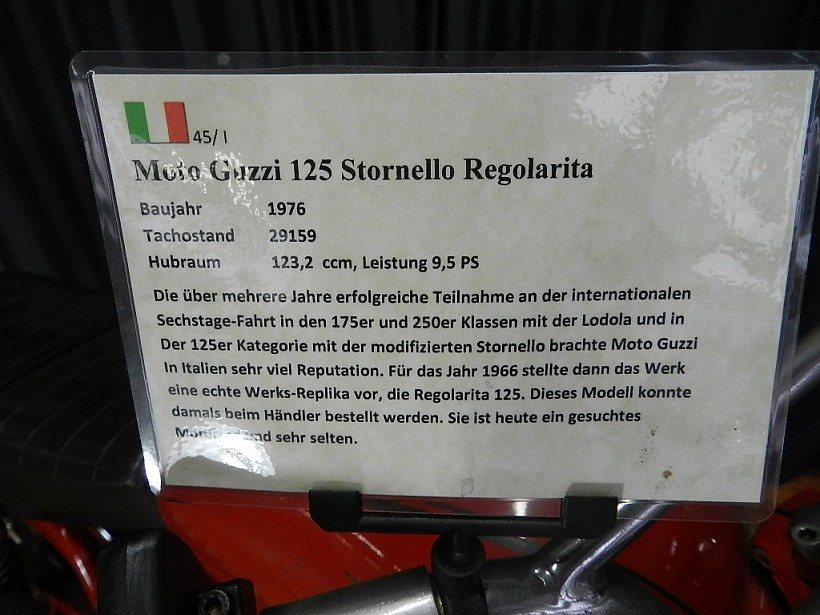 45/ I
Moto Guzzi 125 Stornello Regolarita
Baujahr 1976
Tachostand 29159
Hubraum 123,2 ccm, Leistung 9,5 PS
Die über mehrere Jahre erfolgreiche Teilnahme an der internationalen
Sechstage-Fahrt in den 175er und 250er Klassen mit der Lodola und in
Der 125er Kategorie mit der modifizierten Stornello brachte Moto Guzzi
In Italien sehr viel Reputation. Für das Jahr 1966 stellte dann das Werk
eine echte Werks-Replika vor, die Regolarita 125. Dieses Modell konnte
damals beim Händler bestellt werden. Sie ist heute ein gesuchtes
sehr selten.